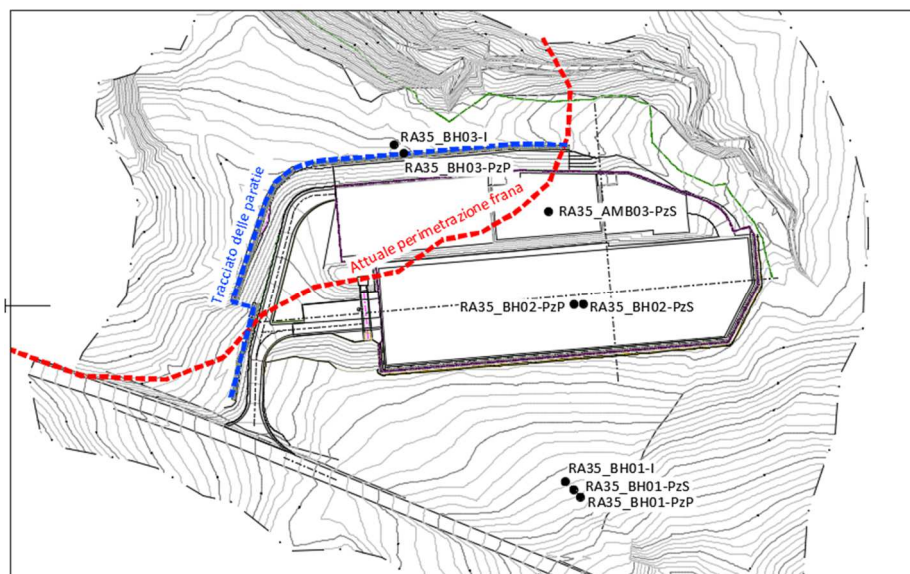 RA35_BH03-I
RA35_BH03-PzP
Tracciato delle paratie
Attuale perimetrazione frana
RA35_AMB03-PzS
RA35_BH02-PzP
RA35_BH02-PzS
RA35_BH01-I
RA35_BH01-PzS
RA35_BH01-PzP